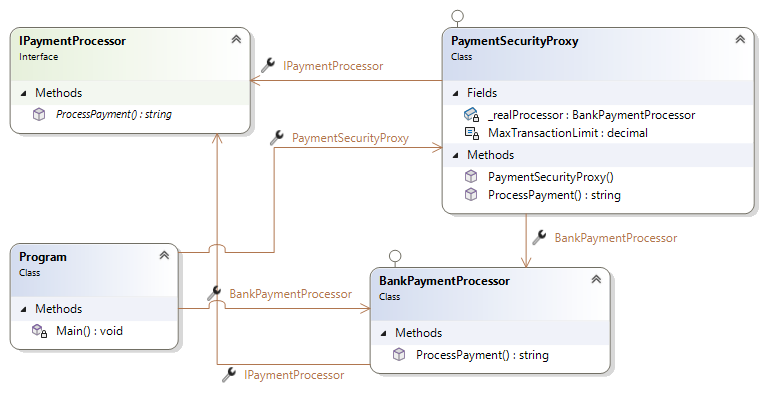 IPaymentProcessor
Interface
Methods
ProcessPayment() : string
IPaymentProcessor
PaymentSecurityProxy
PaymentSecurityProxy
Class
Fields
_realProcessor : BankPaymentProcessor
MaxTransactionLimit : decimal
Methods
PaymentSecurityProxy()
ProcessPayment() : string
BankPaymentProcessor
Program
Class
Methods
Main() : void
BankPaymentProcessor
BankPaymentProcessor
Class
Methods
ProcessPayment() : string
IPaymentProcessor